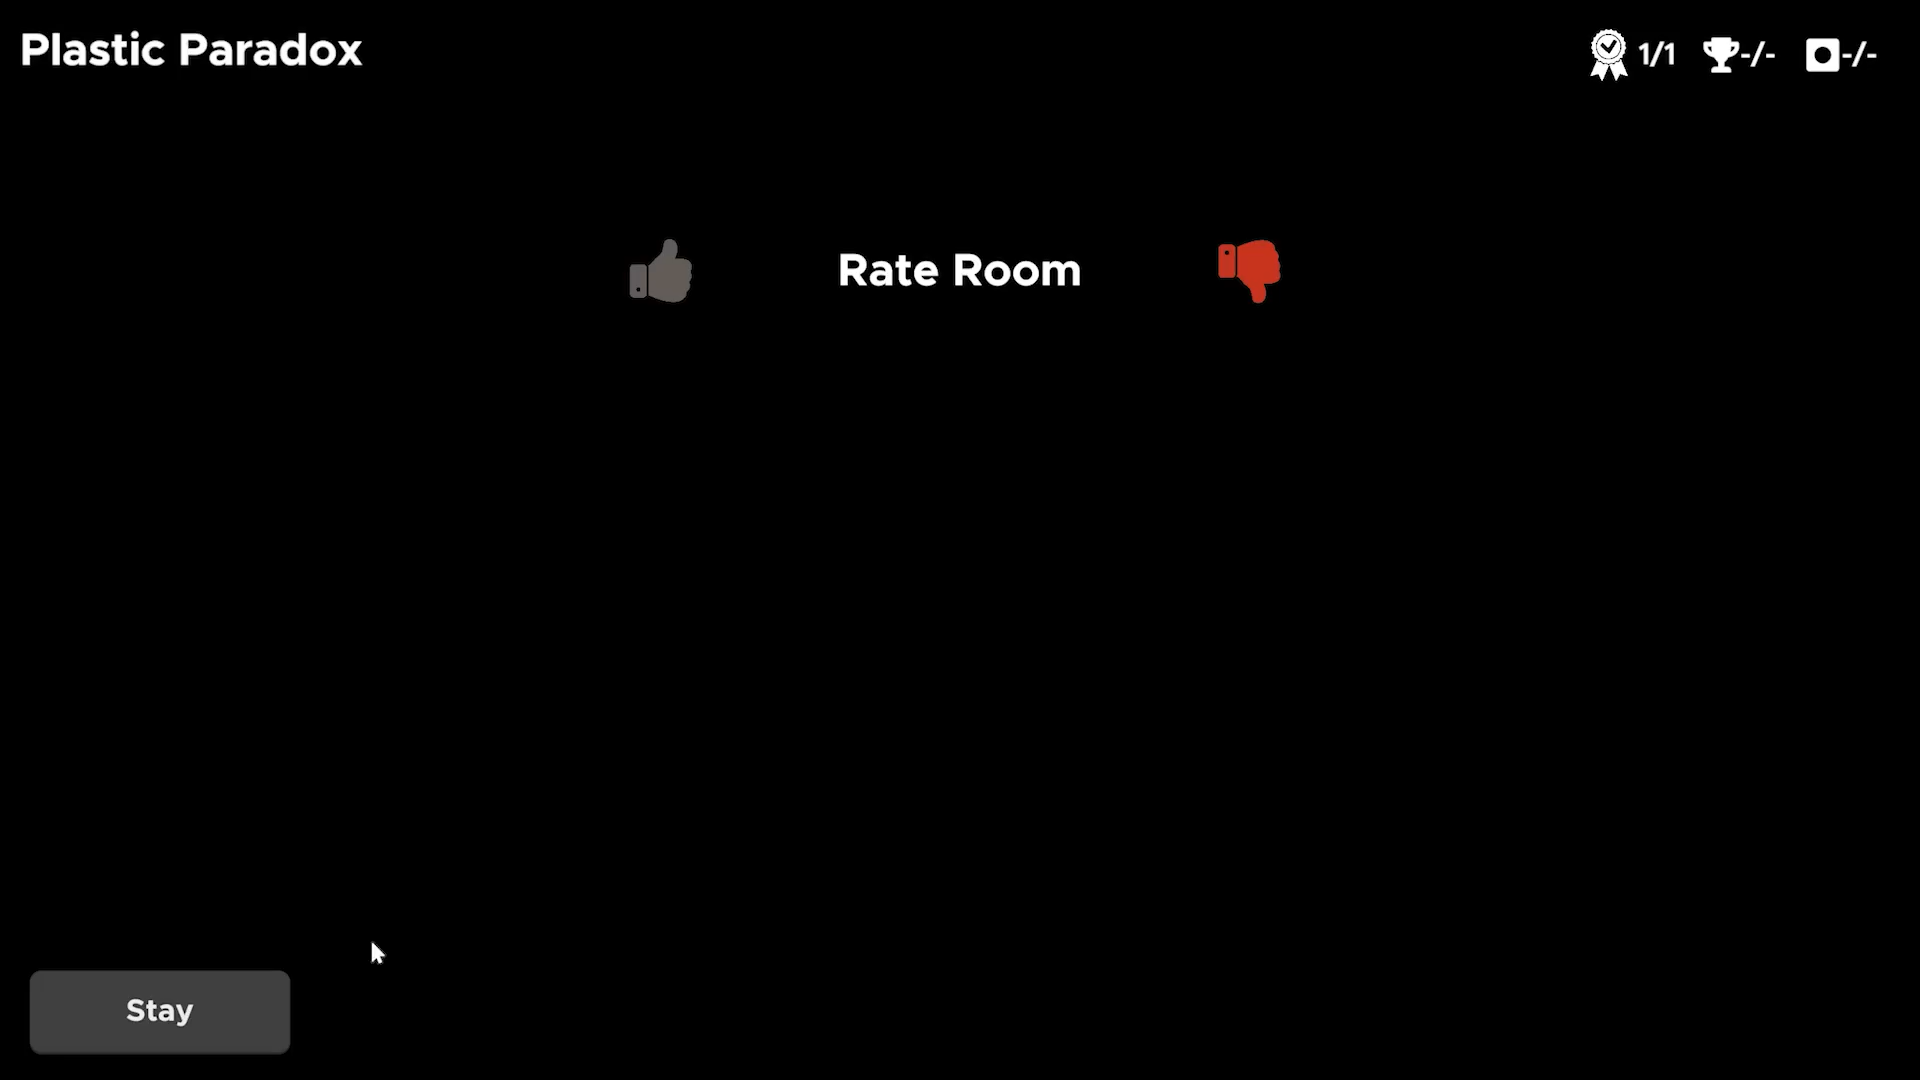 Plastic Paradox
1/1 -/- -/-
Rate Room
Stay